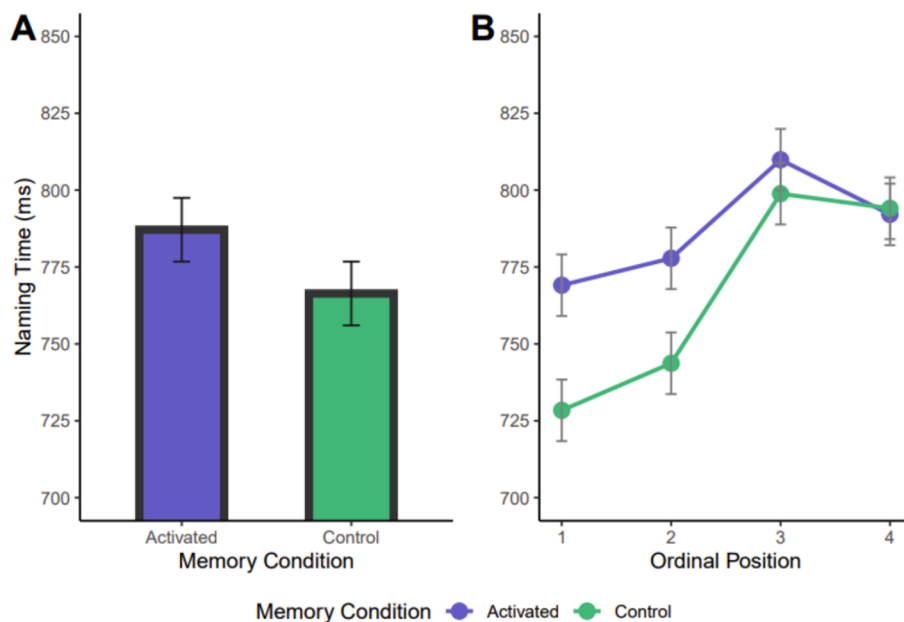 A
B
850
825
800
775
750
725
700
Naming Time (ms)
Activated
Control
Memory Condition
850
825
800
775
750
725
700
1
2
3
4
Ordinal Position
Memory Condition Activated Control